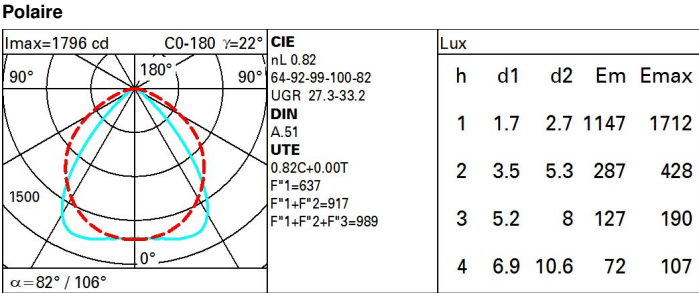 Polaire
Imax=1796 cd C0-180 γ=22°
90° 180° 90°
1500
0°
α=82° / 106°
CIE
nL 0.82
64-92-99-100-82
UGR 27.3-33.2
DIN
A.51
UTE
0.82C+0.00T
F"1=637
F"1+F"2=917
F"1+F"2+F"3=989
Lux
h d1 d2 Em Emax
1 1.7 2.7 1147 1712
2 3.5 5.3 287 428
3 5.2 8 127 190
4 6.9 10.6 72 107